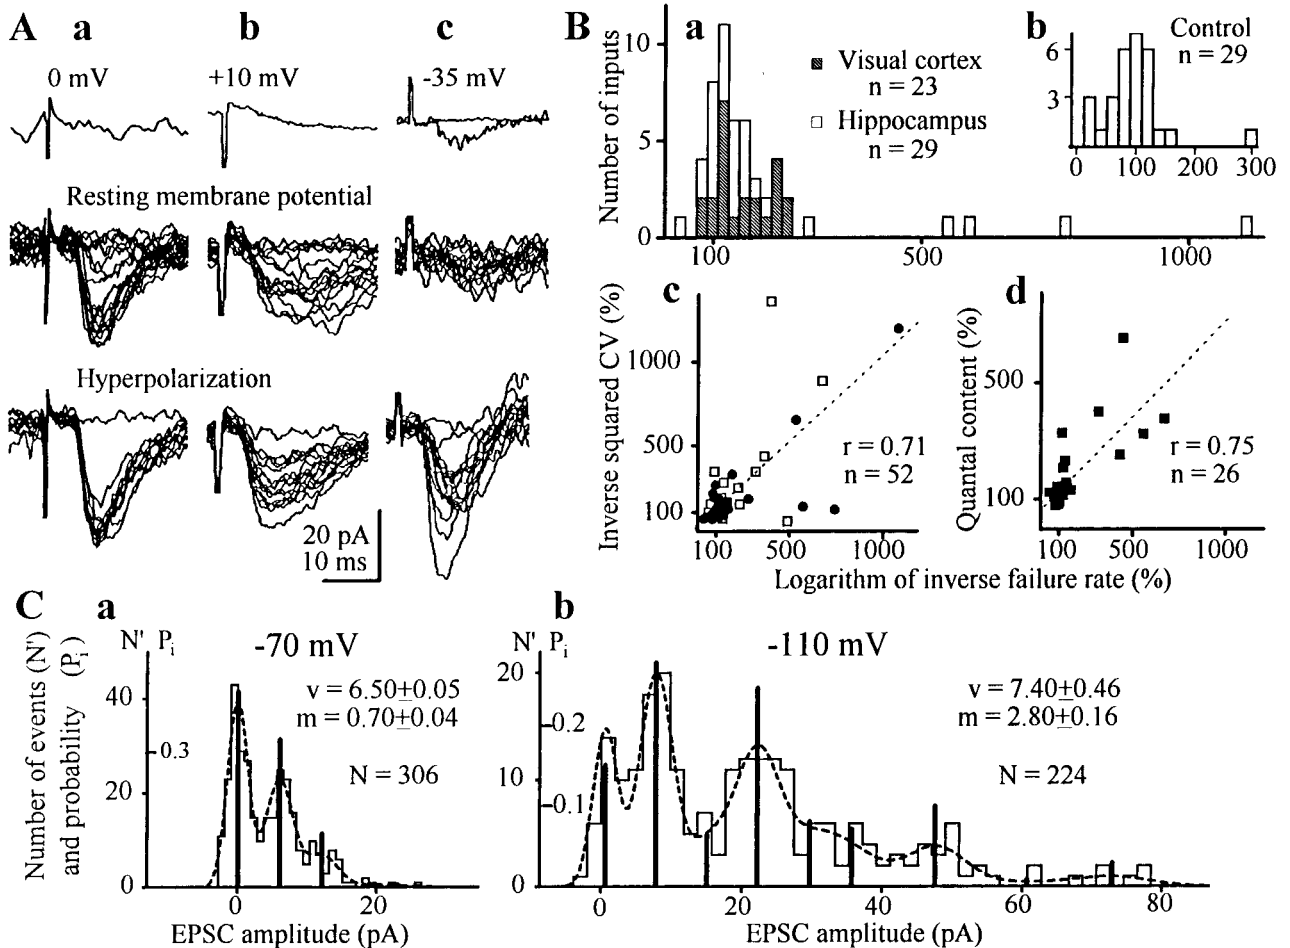 A a b c
0 mV +10 mV -35 mV
Resting membrane potential
Hyperpolarization
20 pA
10 ms
B a
Number of inputs
10
5
0
100 500 1000
Visual cortex
n = 23
Hippocampus
n = 29
b
Control
n = 29
6
3
0 100 200 300
c
Inverse squared CV (%)
1000
500
100
100 500 1000
r = 0.71
n = 52
d
Quantal content (%)
500
100
100 500 1000
r = 0.75
n = 26
Logarithm of inverse failure rate (%)
C a
Number of events (N')
and probability (Pi)
N' Pi
-70 mV
40
20
0
0.3
v = 6.50±0.05
m = 0.70±0.04
N = 306
0 20
EPSC amplitude (pA)
b
N' Pi
-110 mV
20
10
0
0.2
0.1
v = 7.40±0.46
m = 2.80±0.16
N = 224
0 20 40 60 80
EPSC amplitude (pA)